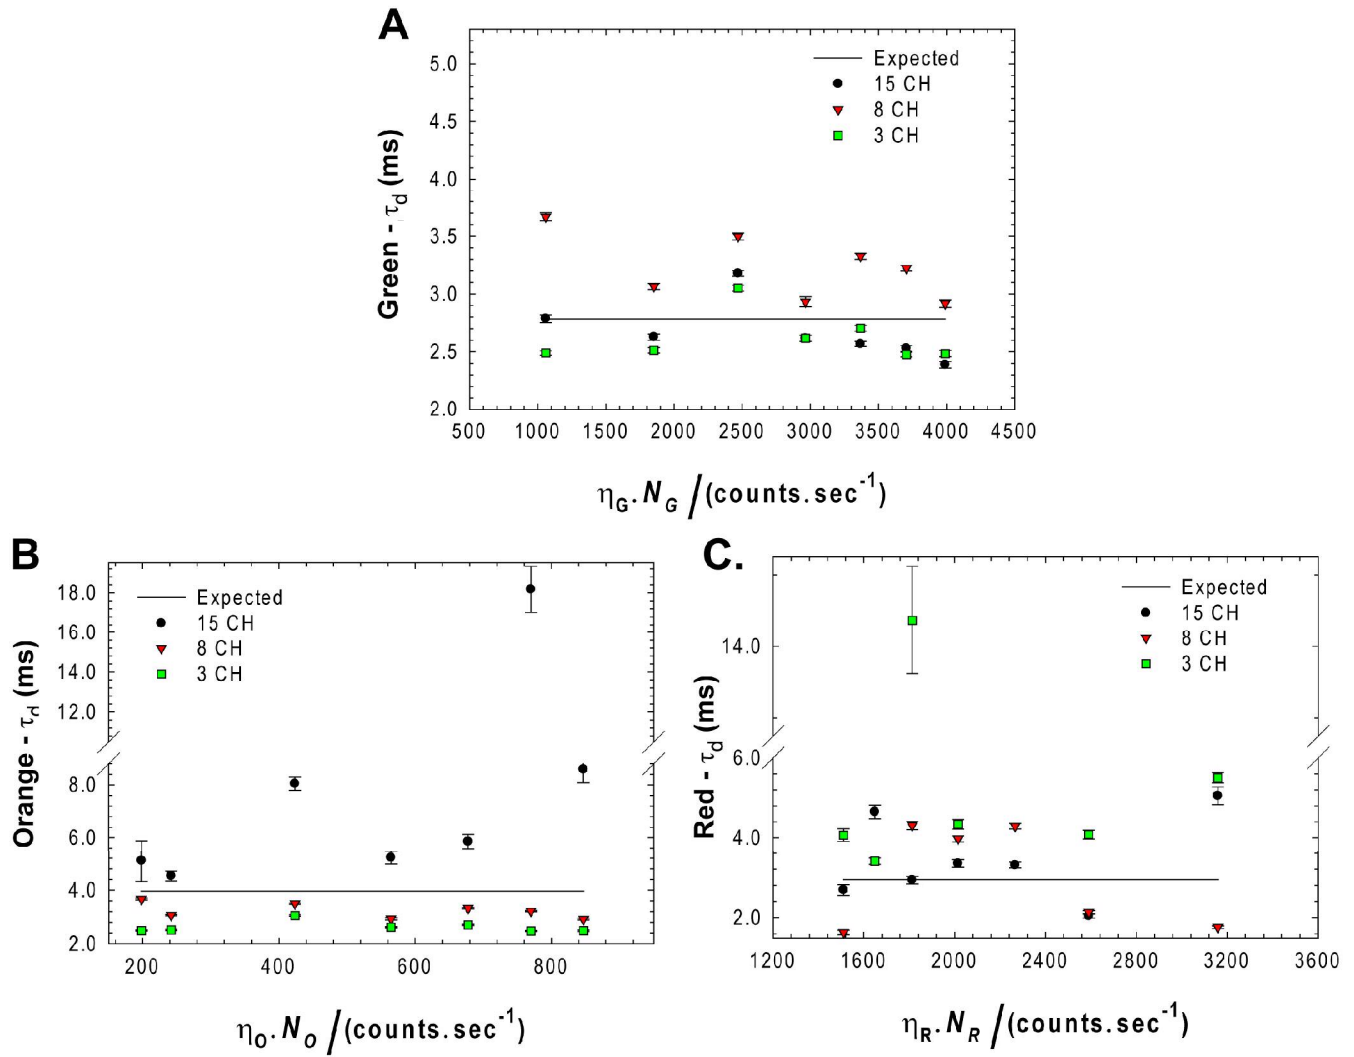 A
Expected
15 CH
8 CH
3 CH
Green - τd (ms)
5.0
4.5
4.0
3.5
3.0
2.5
2.0
500 1000 1500 2000 2500 3000 3500 4000 4500
ηG.NG/(counts.sec-1)
B
Expected
15 CH
8 CH
3 CH
Orange - τd (ms)
18.0
16.0
14.0
12.0
8.0
6.0
4.0
2.0
200 400 600 800
ηO.NO/(counts.sec-1)
C.
Expected
15 CH
8 CH
3 CH
Red - τd (ms)
14.0
6.0
4.0
2.0
1200 1600 2000 2400 2800 3200 3600
ηR.NR/(counts.sec-1)